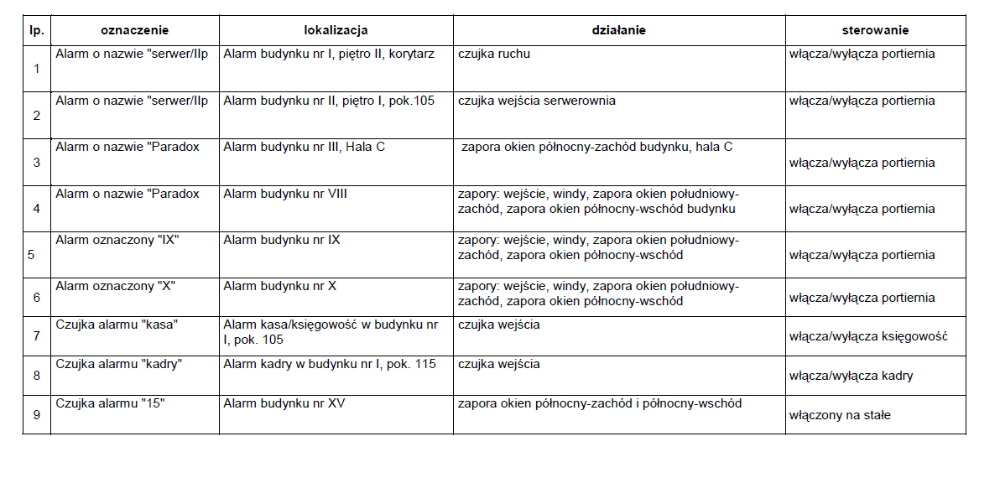 lp. oznaczenie lokalizacja działanie sterowanie
1 Alarm o nazwie "serwer/IIp Alarm budynku nr I, piętro II, korytarz czujka ruchu włącza/wyłącza portiernia
2 Alarm o nazwie "serwer/IIp Alarm budynku nr II, piętro I, pok.105 czujka wejścia serwerownia włącza/wyłącza portiernia
3 Alarm o nazwie "Paradox Alarm budynku nr III, Hala C zapora okien północny-zachód budynku, hala C włącza/wyłącza portiernia
4 Alarm o nazwie "Paradox Alarm budynku nr VIII zapory: wejście, windy, zapora okien południowy-
zachód, zapora okien północny-wschód budynku włącza/wyłącza portiernia
5 Alarm oznaczony "IX" Alarm budynku nr IX zapory: wejście, windy, zapora okien południowy-
zachód, zapora okien północny-wschód włącza/wyłącza portiernia
6 Alarm oznaczony "X" Alarm budynku nr X zapory: wejście, windy, zapora okien południowy-
zachód, zapora okien północny-wschód włącza/wyłącza portiernia
7 Czujka alarmu "kasa" Alarm kasa/księgowość w budynku nr
I, pok. 105 czujka wejścia włącza/wyłącza księgowość
8 Czujka alarmu "kadry" Alarm kadry w budynku nr I, pok. 115 czujka wejścia włącza/wyłącza kadry
9 Czujka alarmu "15" Alarm budynku nr XV zapora okien północny-zachód i północny-wschód włączony na stałe